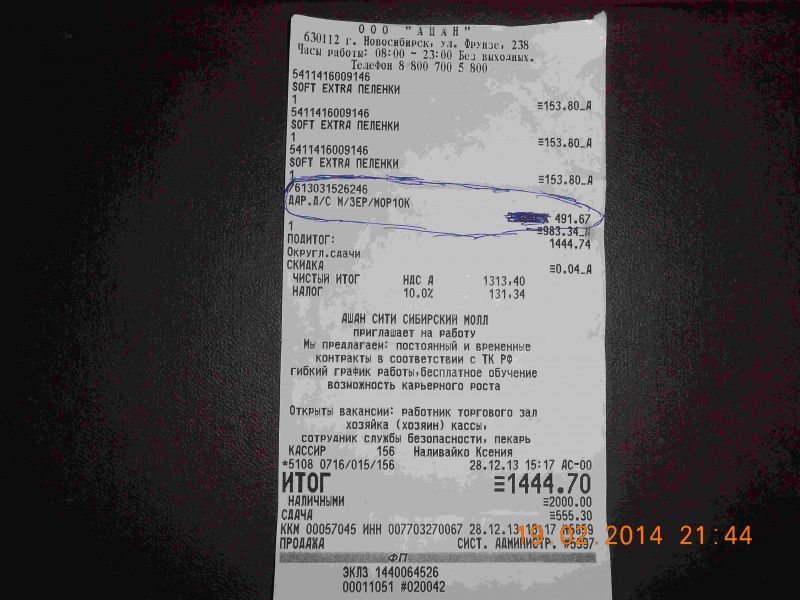 ООО "АШАН"
630112 г. Новосибирск, ул. Фрунзе, 238
Часы работы: 08:00 - 23:00 Без выходных.
Телефон 8 800 700 5 800
5411416009146
SOFT EXTRA ПЕЛЕНКИ
1 ≡153.80_А
5411416009146
SOFT EXTRA ПЕЛЕНКИ
1 ≡153.80_А
5411416009146
SOFT EXTRA ПЕЛЕНКИ
1 ≡153.80_А
7613031526246
ДАР.Д/С М/ЗЕР/МОР10К
491.67
1 ≡983.34_А
ПОДИТОГ: 1444.74
Округл.сдачи
СКИДКА ≡0.04_А
ЧИСТЫЙ ИТОГ НДС А 1313,40
НАЛОГ 10.0% 131,34
АШАН СИТИ СИБИРСКИЙ МОЛЛ
приглашает на работу
Мы предлагаем: постоянный и временные
контракты в соответствии с ТК РФ
гибкий график работы,бесплатное обучение
возможность карьерного роста
Открыты вакансии: работник торгового зал
хозяйка (хозяин) кассы,
сотрудник службы безопасности, пекарь
КАССИР 156 Наливайко Ксения
*5108 0716/015/156 28.12.13 15:17 АС-00
ИТОГ ≡1444.70
НАЛИЧНЫМИ ≡2000.00
СДАЧА ≡555.30
ККМ 00057045 ИНН 007703270067 28.12.13
ПРОДАЖА СИСТ. АДМИНИСТР. #5397
ФП
ЭКЛЗ 1440064526
00011051 #020042
19.02.2014 21:44